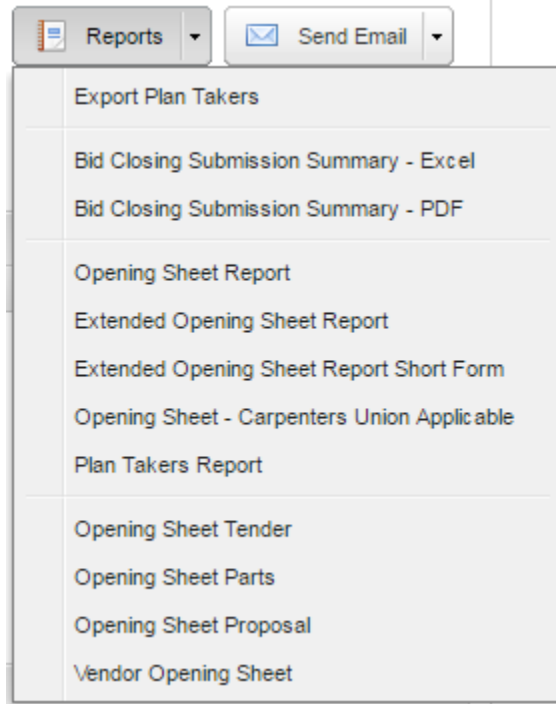 Reports
Send Email
Export Plan Takers
Bid Closing Submission Summary - Excel
Bid Closing Submission Summary - PDF
Opening Sheet Report
Extended Opening Sheet Report
Extended Opening Sheet Report Short Form
Opening Sheet - Carpenters Union Applicable
Plan Takers Report
Opening Sheet Tender
Opening Sheet Parts
Opening Sheet Proposal
Vendor Opening Sheet